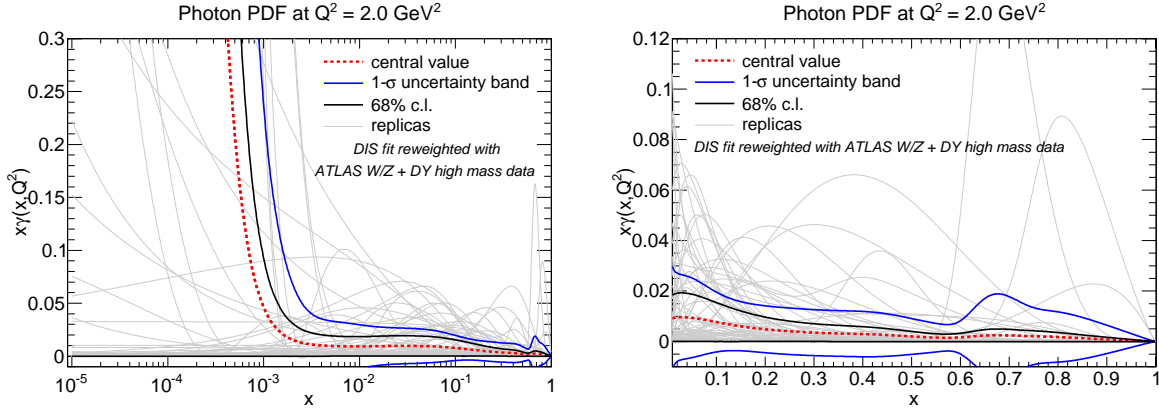 Photon PDF at Q² = 2.0 GeV²
0.3
0.25
0.2
0.15
0.1
0.05
0
xγ(x,Q²)
central value
1-σ uncertainty band
68% c.l.
replicas
DIS fit reweighted with
ATLAS W/Z + DY high mass data
10⁻⁵ 10⁻⁴ 10⁻³ 10⁻² 10⁻¹ 1
x
Photon PDF at Q² = 2.0 GeV²
0.12
0.1
0.08
0.06
0.04
0.02
0
xγ(x,Q²)
central value
1-σ uncertainty band
68% c.l.
replicas
DIS fit reweighted with ATLAS W/Z + DY high mass data
0.1 0.2 0.3 0.4 0.5 0.6 0.7 0.8 0.9 1
x